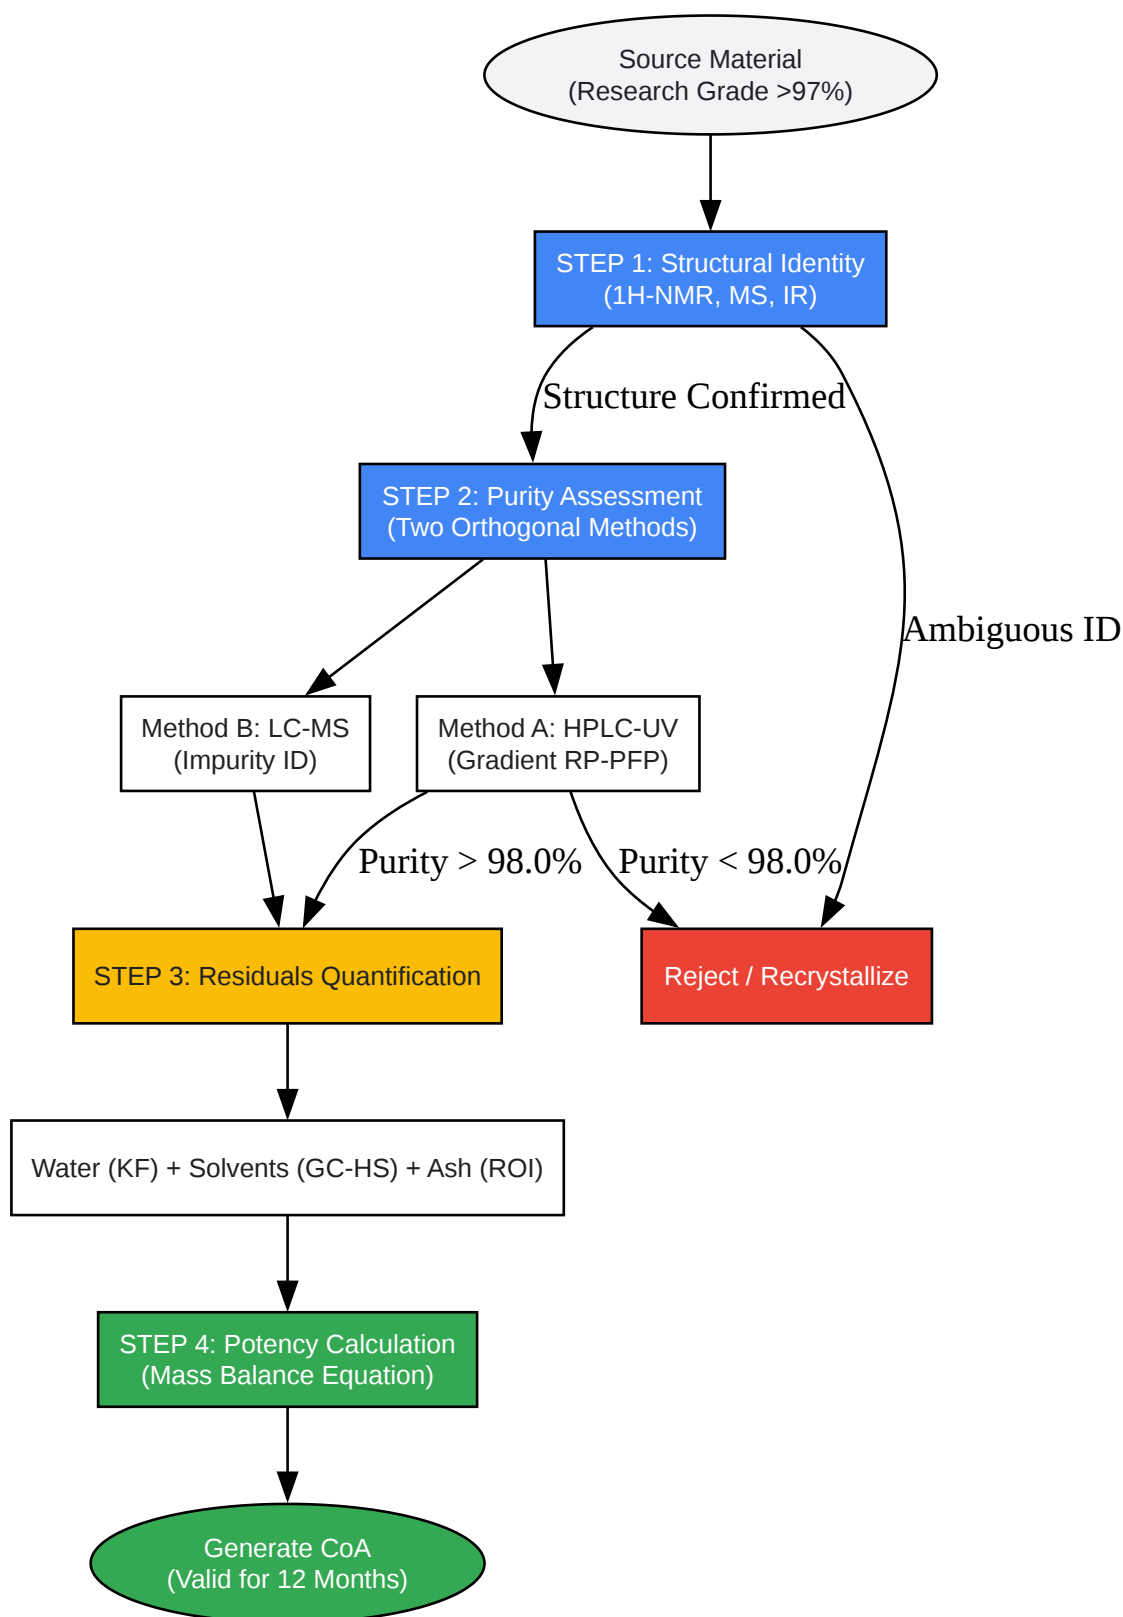 Source Material
(Research Grade >97%)
STEP 1: Structural Identity
(1H-NMR, MS, IR)
Structure Confirmed
STEP 2: Purity Assessment
(Two Orthogonal Methods)
Ambiguous ID
Method B: LC-MS
(Impurity ID)
Method A: HPLC-UV
(Gradient RP-PFP)
Purity > 98.0%
Purity < 98.0%
STEP 3: Residuals Quantification
Reject / Recrystallize
Water (KF) + Solvents (GC-HS) + Ash (ROI)
STEP 4: Potency Calculation
(Mass Balance Equation)
Generate CoA
(Valid for 12 Months)